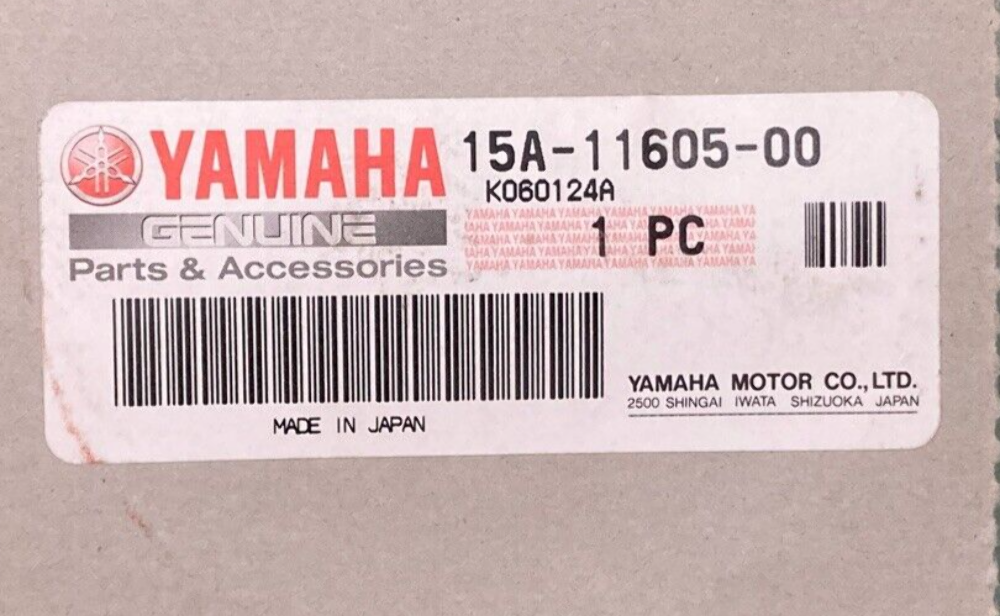 YAMAHA 15A-11605-00
K060124A
GENUINE
1 PC
Parts & Accessories
YAMAHA MOTOR CO.,LTD.
2500 SHINGAI IWATA SHIZUOKA JAPAN
MADE IN JAPAN